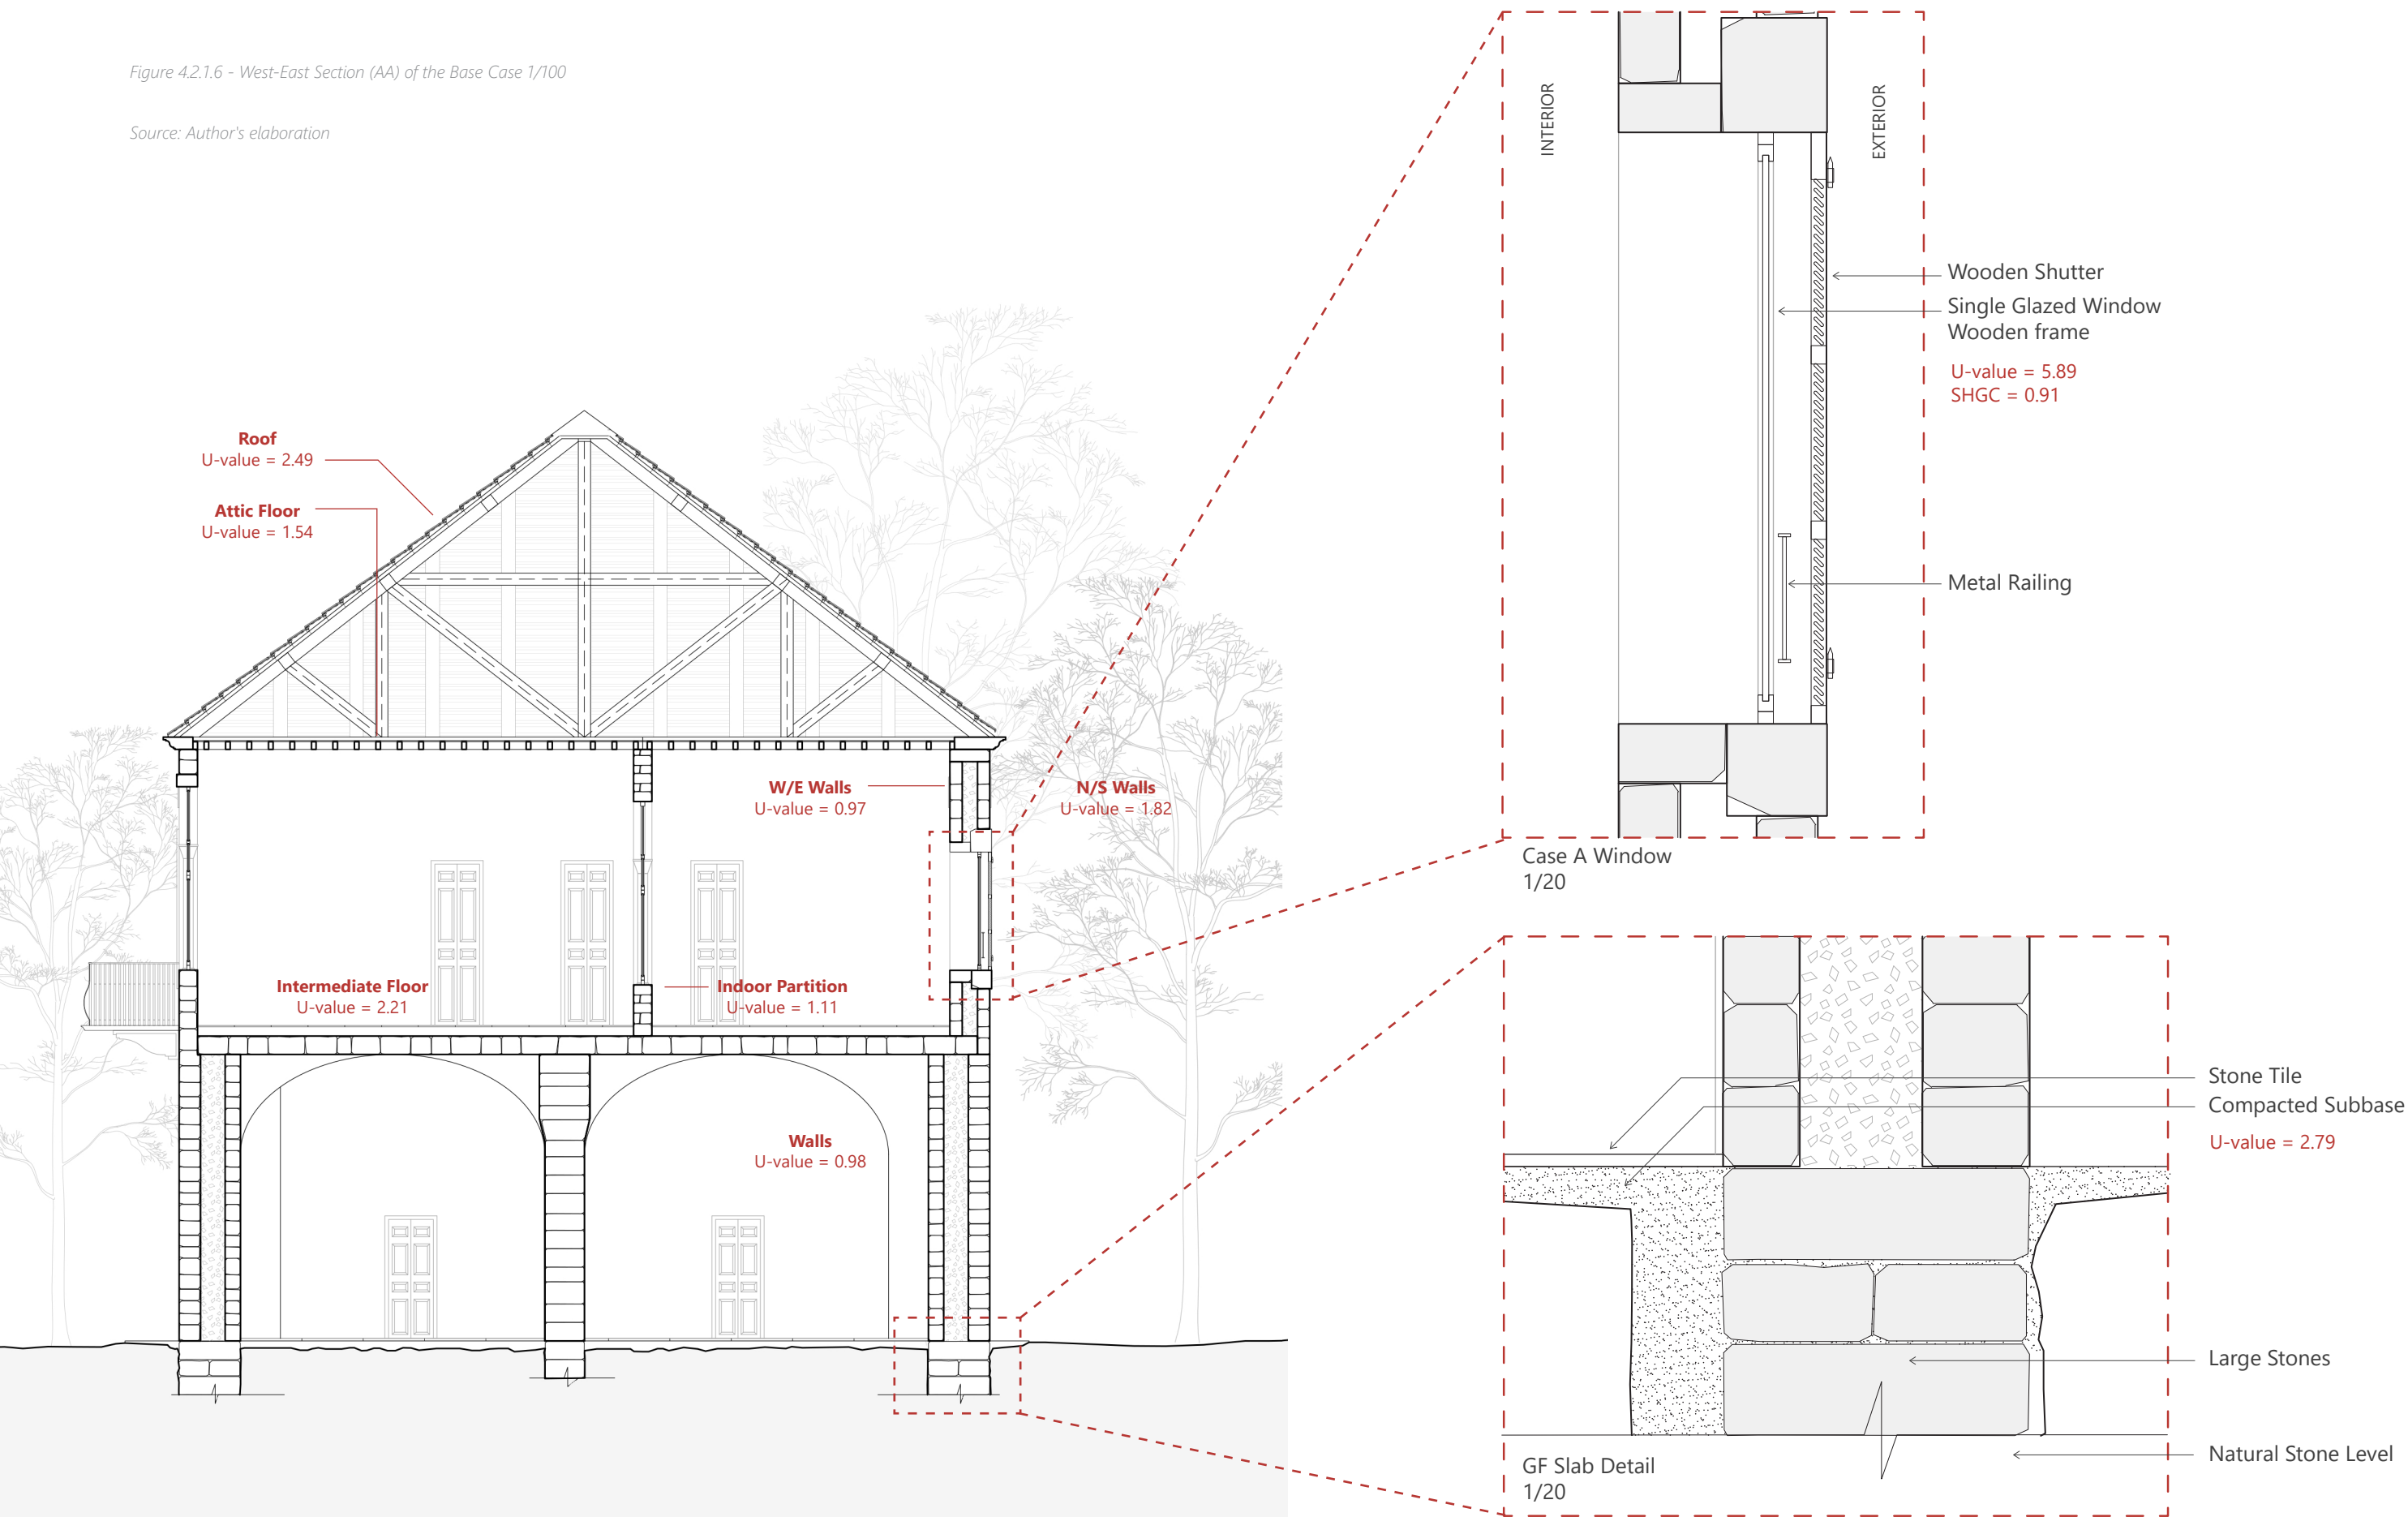 Figure 4.2.1.6 - West-East Section (AA) of the Base Case 1/100
Source: Author's elaboration
Roof
U-value = 2.49
Attic Floor
U-value = 1.54
W/E Walls
U-value = 0.97
N/S Walls
U-value = 1.82
Intermediate Floor
U-value = 2.21
Indoor Partition
U-value = 1.11
Walls
U-value = 0.98
INTERIOR
EXTERIOR
Wooden Shutter
Single Glazed Window
Wooden frame
U-value = 5.89
SHGC = 0.91
Metal Railing
Case A Window
1/20
Stone Tile
Compacted Subbase
U-value = 2.79
Large Stones
Natural Stone Level
GF Slab Detail
1/20